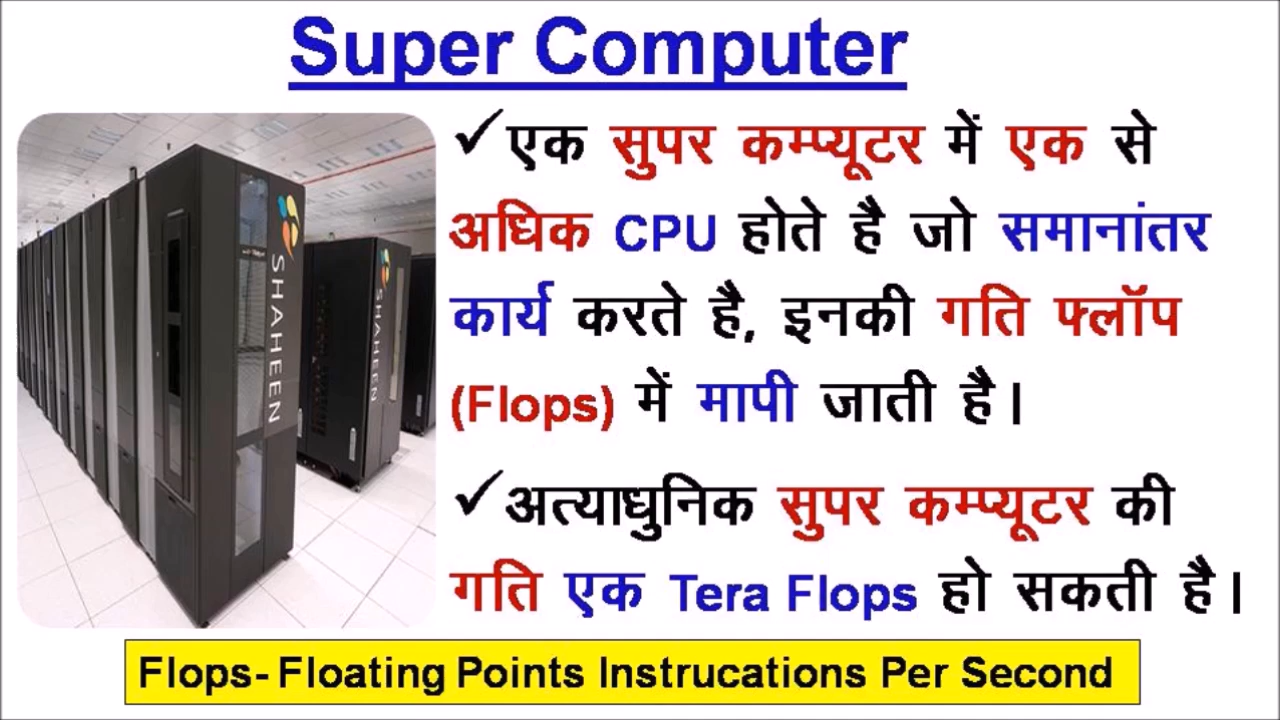 Super Computer
SHAHEEN
SHAHEEN
✓एक सुपर कम्प्यूटर में एक से
अधिक CPU होते है जो समानांतर
कार्य करते है, इनकी गति फ्लॉप
(Flops) में मापी जाती है।
✓अत्याधुनिक सुपर कम्प्यूटर की
गति एक Tera Flops हो सकती है।
Flops- Floating Points Instrucations Per Second